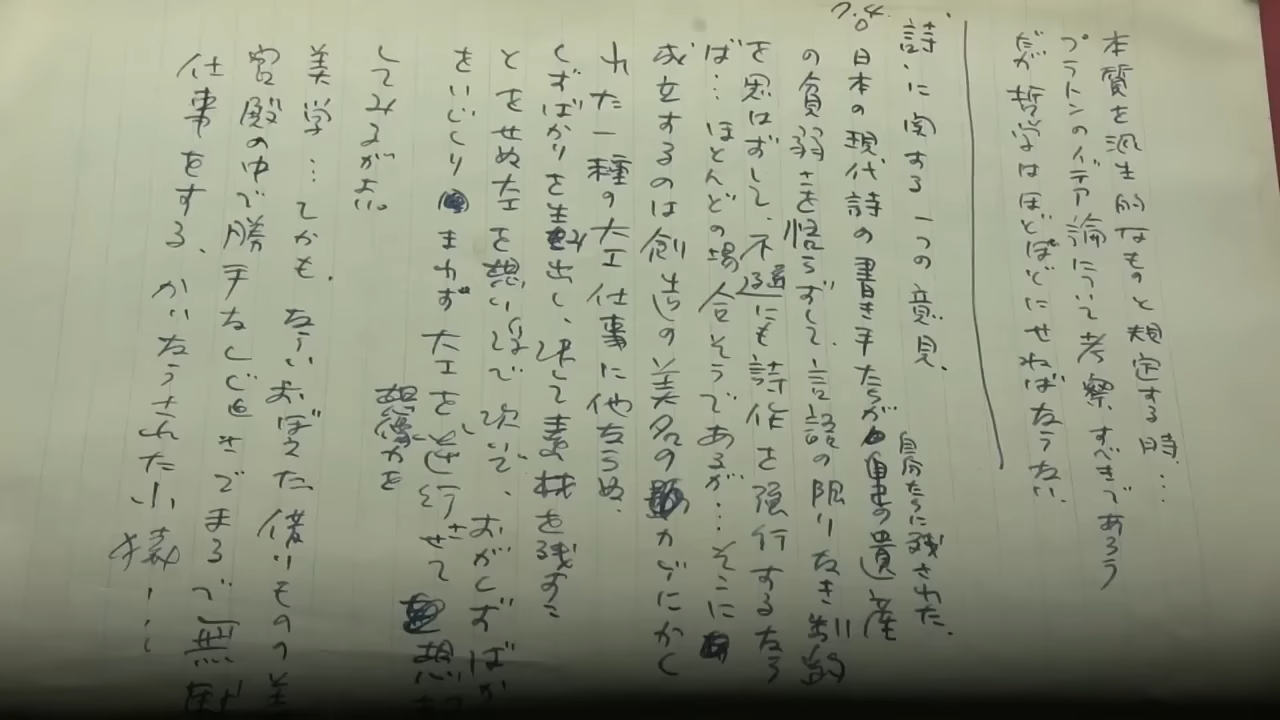 本質を派生的なものと規定する時…
プラトンのイデア論について考察すべきであろう
だが哲学はほどほどにせねばならない.
7.4.
詩に関する一つの意見.
自分たちに残された.
日本の現代詩の書き手たちが 遺産
の貧弱さを悟らずして.言語の限りなき
を思はずして、不遜にも詩作を強行するなら
ば…ほとんどの場合そうであるが…そこに
成立するのは創造の美名の かぶにかく
れた一種の大工仕事に他ならぬ.
くずばかりを生み出し、決して素材を残すこ
とをせぬ大工を想い浮べ次いで、おがくずばか
りをいじくりまわす大工を逆行させて 想
想像力を
してみるがよい。
美学…てかも.ならいおぼえた借りものの美
宮殿の中で勝手なしぐさでまるで無駄
仕事をする、かいならされた小猿…